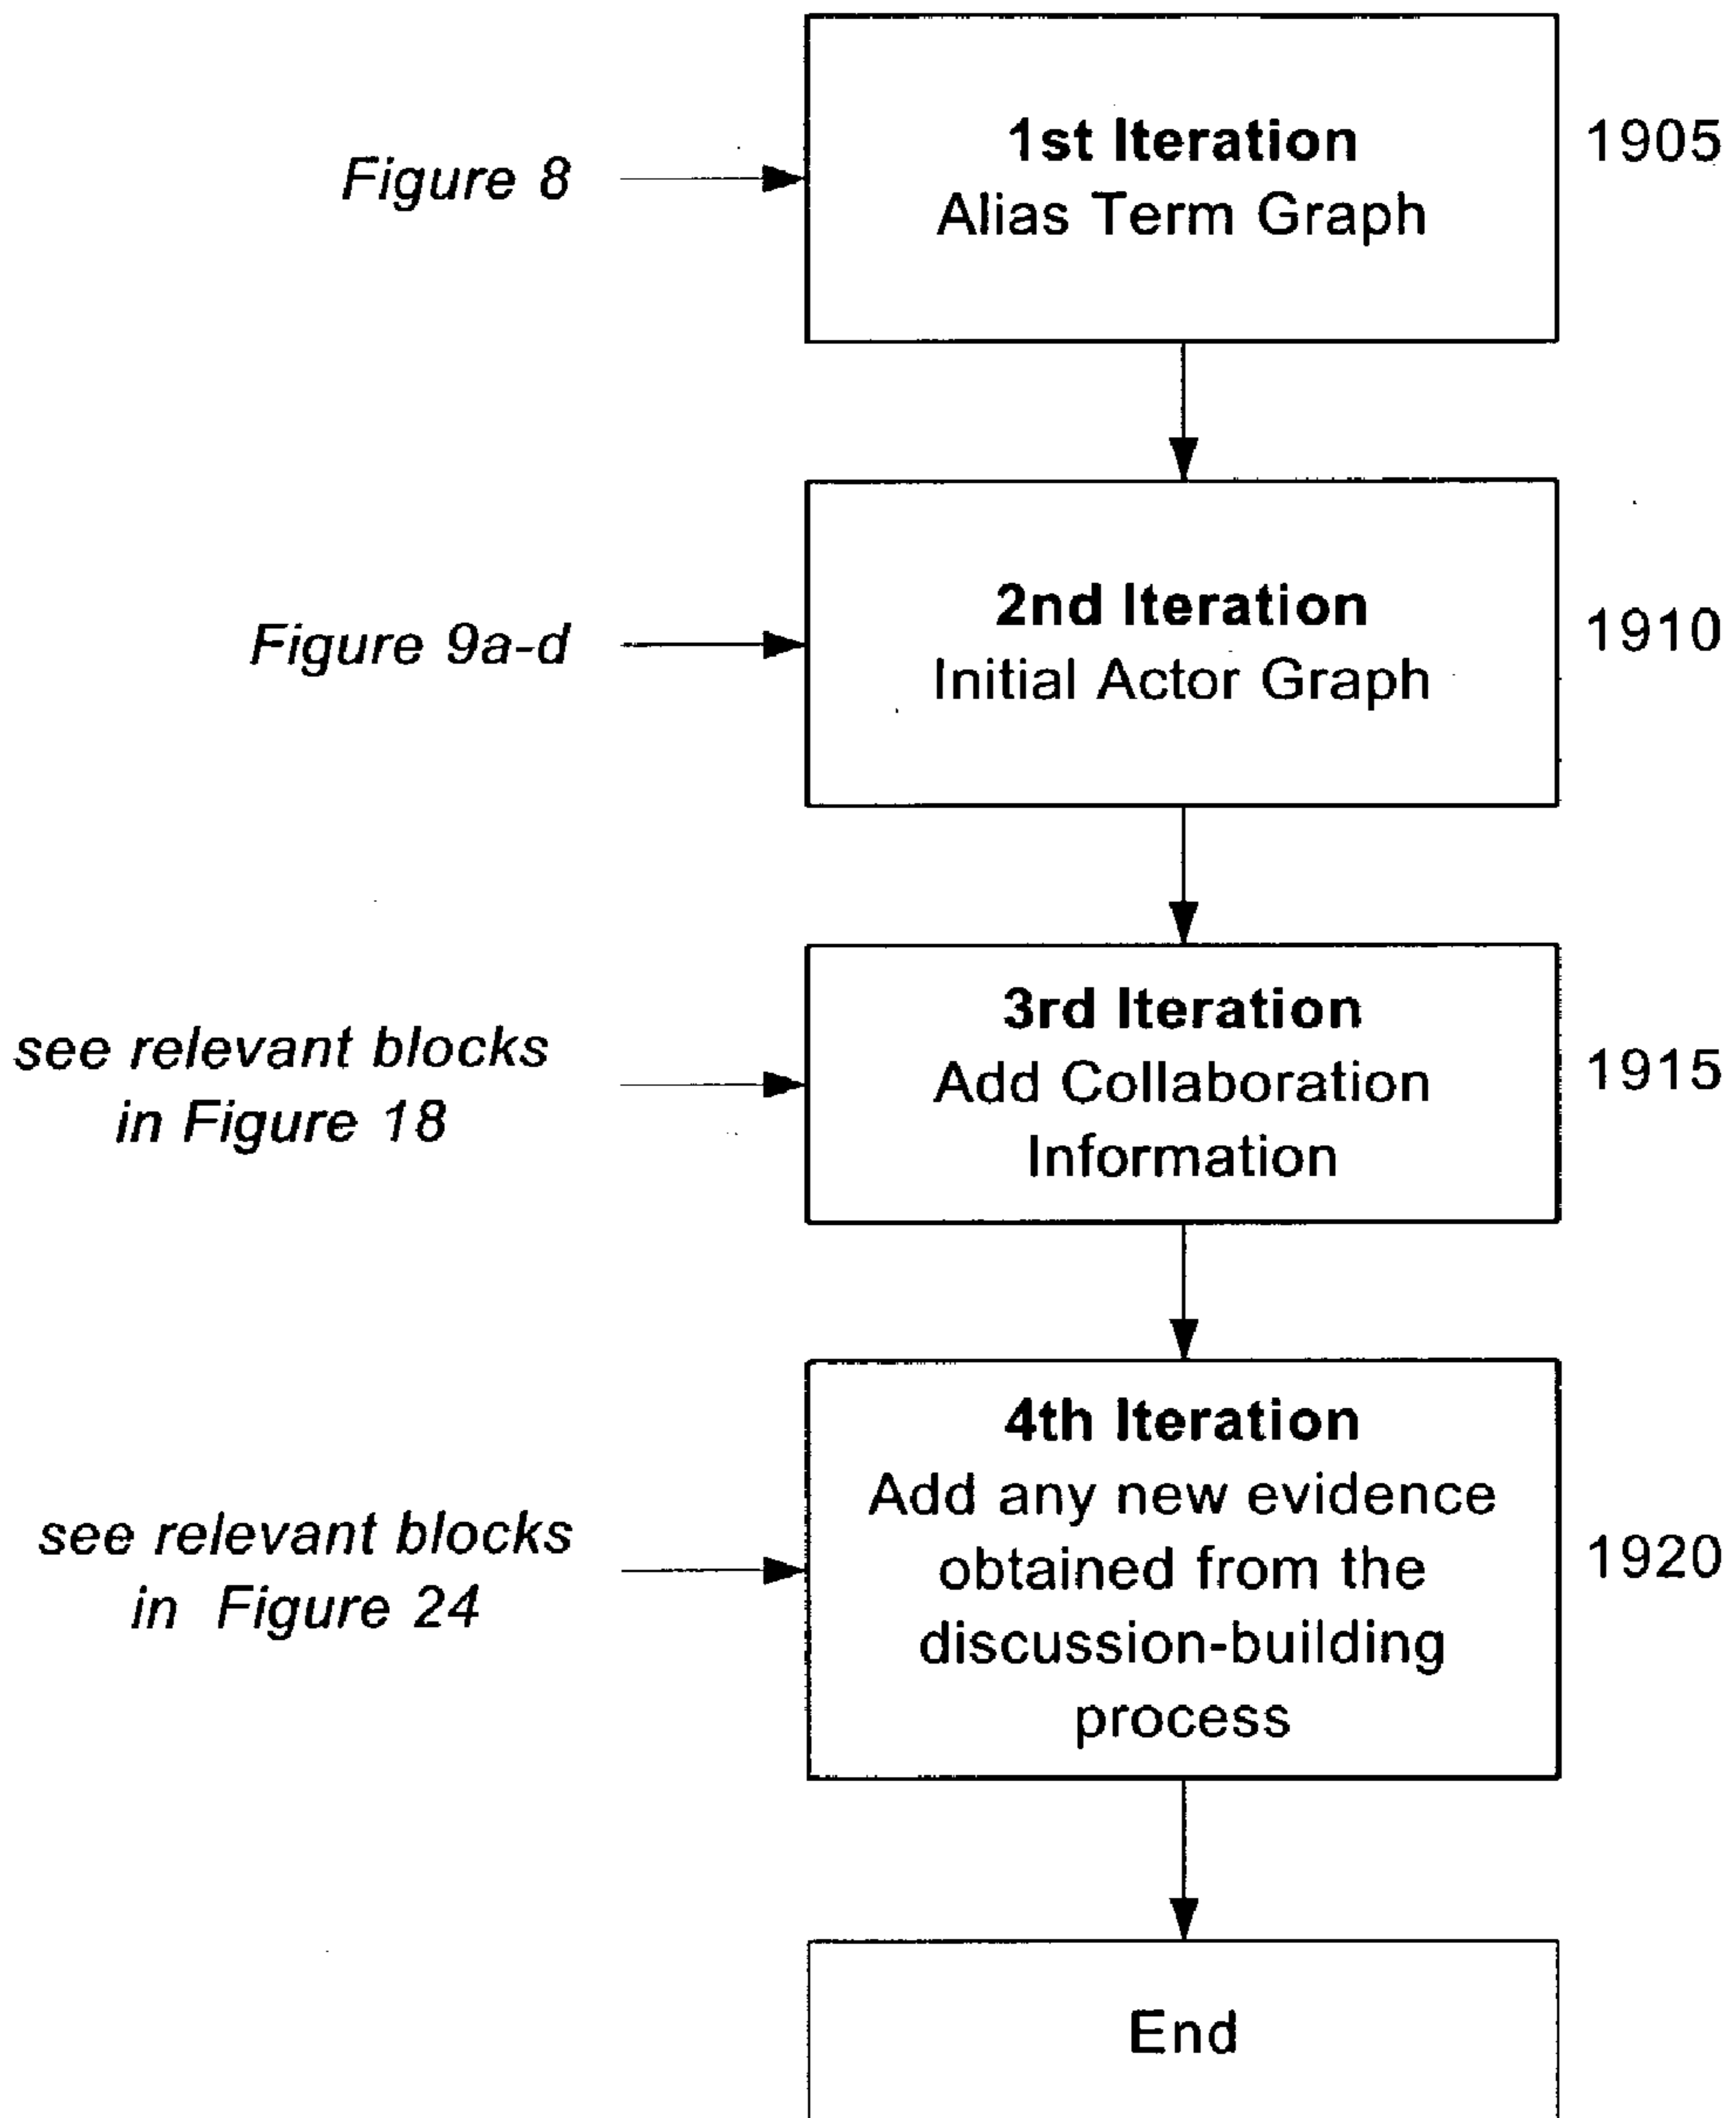 1st Iteration
Alias Term Graph
1905
Figure 8
2nd Iteration
Initial Actor Graph
1910
Figure 9a-d
3rd Iteration
Add Collaboration
Information
1915
see relevant blocks
in Figure 18
4th Iteration
Add any new evidence
obtained from the
discussion-building
process
1920
see relevant blocks
in Figure 24
End